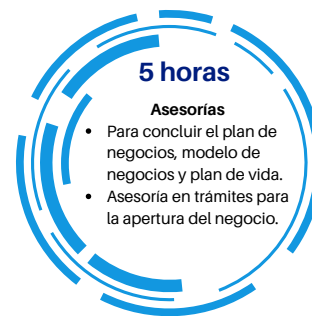 5 horas
Asesorías
• Para concluir el plan de
negocios, modelo de
negocios y plan de vida.
• Asesoría en trámites para
la apertura del negocio.